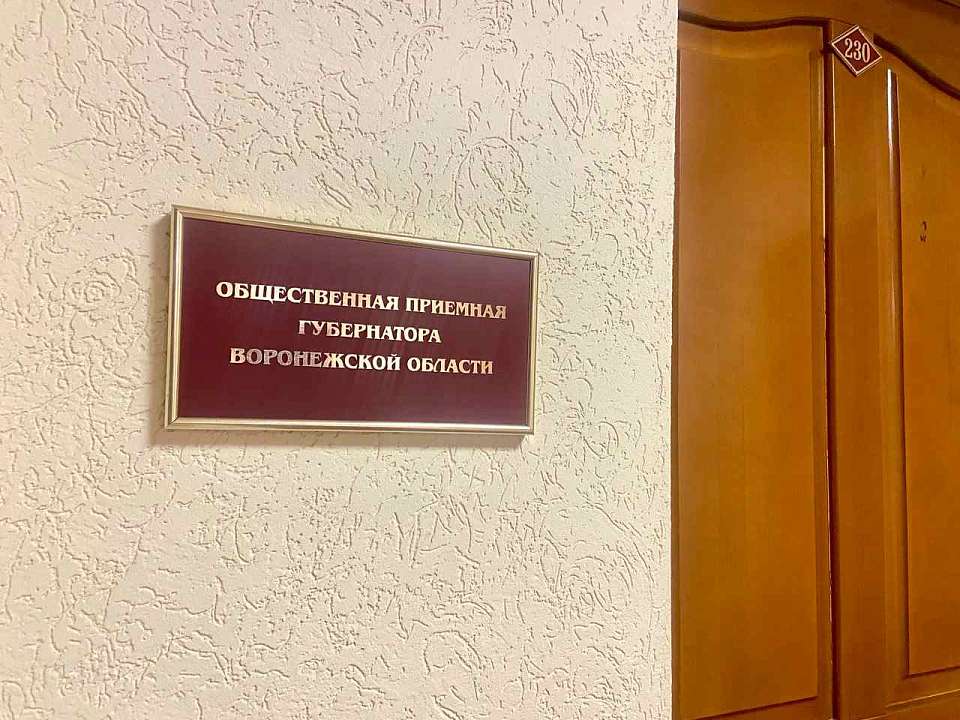 230
ОБЩЕСТВЕННАЯ ПРИЕМНАЯ
ГУБЕРНАТОРА
ВОРОНЕЖСКОЙ ОБЛАСТИ